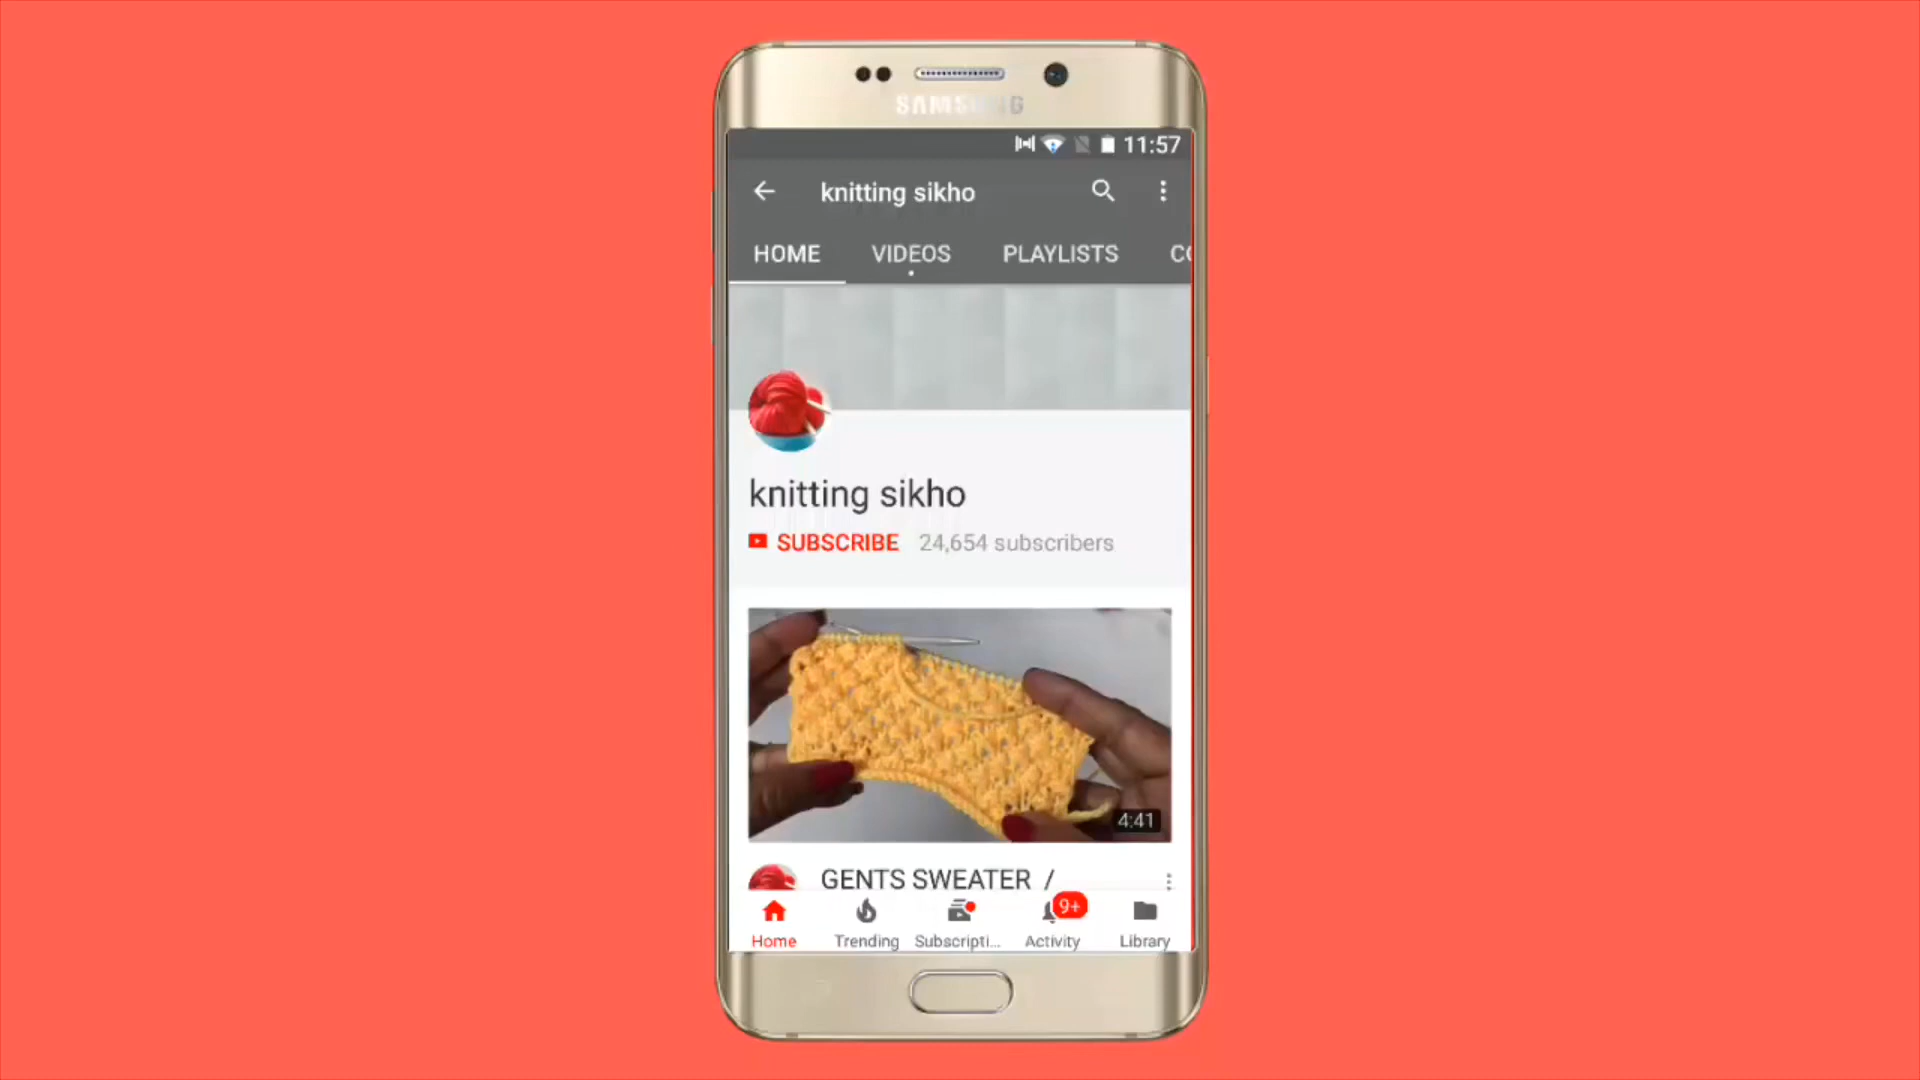 SAMSUNG
11:57
knitting sikho
HOME VIDEOS PLAYLISTS CO
knitting sikho
SUBSCRIBE 24,654 subscribers
4:41
GENTS SWEATER /
9+
Home Trending Subscripti... Activity Library